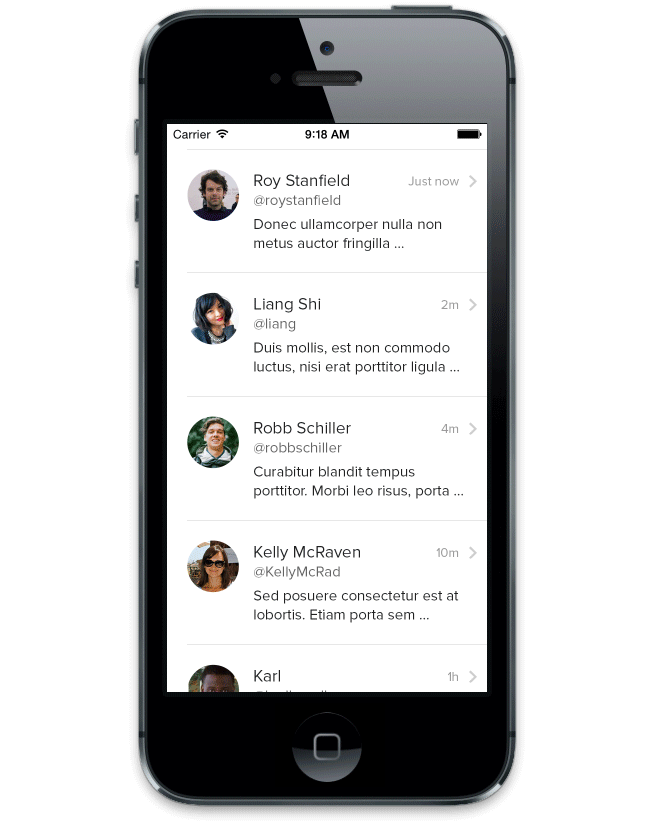 Carrier 9:18 AM
Roy Stanfield Just now
@roystanfield
Donec ullamcorper nulla non
metus auctor fringilla ...
Liang Shi 2m
@liang
Duis mollis, est non commodo
luctus, nisi erat porttitor ligula ...
Robb Schiller 4m
@robbschiller
Curabitur blandit tempus
porttitor. Morbi leo risus, porta ...
Kelly McRaven 10m
@KellyMcRad
Sed posuere consectetur est at
lobortis. Etiam porta sem ...
Karl 1h